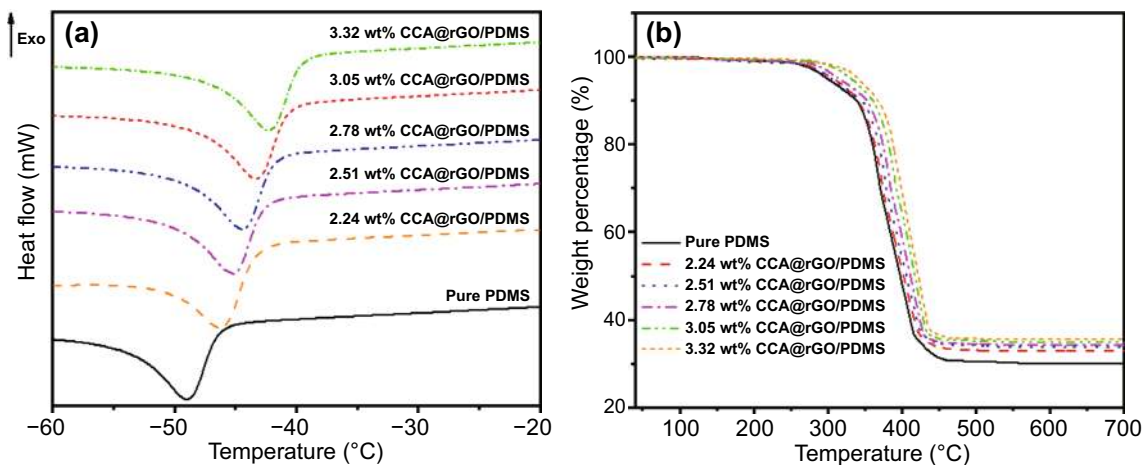 Exo
(a)
3.32 wt% CCA@rGO/PDMS
3.05 wt% CCA@rGO/PDMS
2.78 wt% CCA@rGO/PDMS
2.51 wt% CCA@rGO/PDMS
2.24 wt% CCA@rGO/PDMS
Pure PDMS
Heat flow (mW)
−60
−50
−40
−30
−20
Temperature (°C)
(b)
100
80
60
40
20
Weight percentage (%)
Pure PDMS
2.24 wt% CCA@rGO/PDMS
2.51 wt% CCA@rGO/PDMS
2.78 wt% CCA@rGO/PDMS
3.05 wt% CCA@rGO/PDMS
3.32 wt% CCA@rGO/PDMS
100
200
300
400
500
600
700
Temperature (°C)